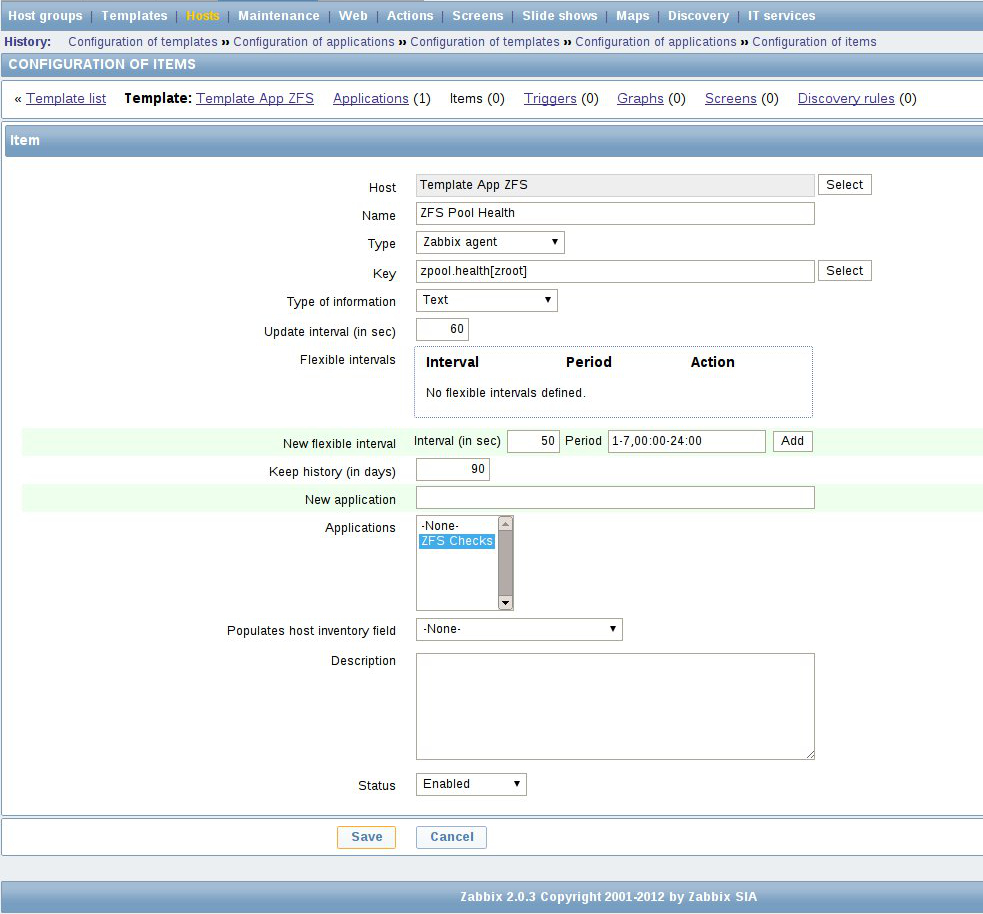 Host groups | Templates | Hosts | Maintenance | Web | Actions | Screens | Slide shows | Maps | Discovery | IT services
History: Configuration of templates » Configuration of applications » Configuration of templates » Configuration of applications » Configuration of items
CONFIGURATION OF ITEMS
« Template list Template: Template App ZFS Applications (1) Items (0) Triggers (0) Graphs (0) Screens (0) Discovery rules (0)
Item
Host Template App ZFS Select
Name ZFS Pool Health
Type Zabbix agent
Key zpool.health[zroot] Select
Type of information Text
Update interval (in sec) 60
Flexible intervals Interval Period Action
No flexible intervals defined.
New flexible interval Interval (in sec) 50 Period 1-7,00:00-24:00 Add
Keep history (in days) 90
New application
Applications -None-
ZFS Checks
Populates host inventory field -None-
Description
Status Enabled
Save Cancel
Zabbix 2.0.3 Copyright 2001-2012 by Zabbix SIA